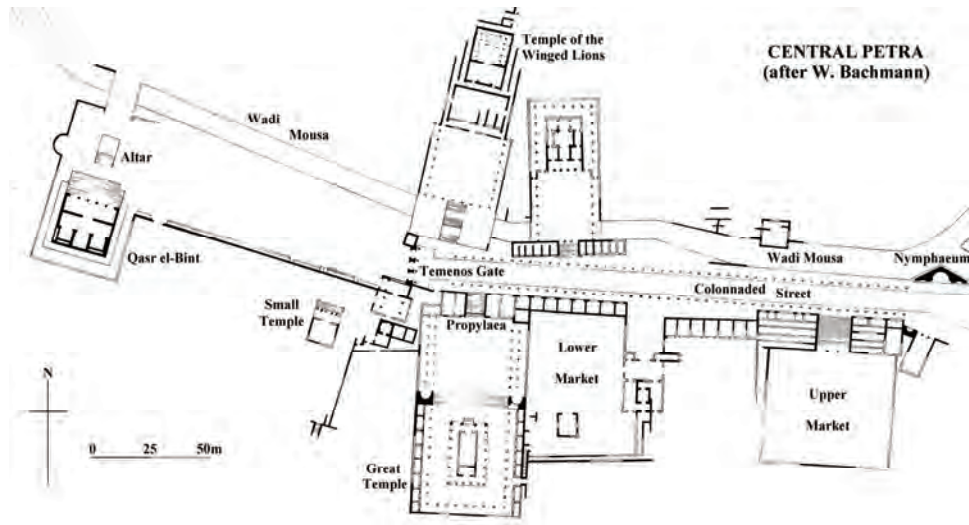 Temple of the
Winged Lions
CENTRAL PETRA
(after W. Bachmann)
Wadi
Mousa
Altar
Qasr el-Bint
Temenos Gate
Wadi Mousa
Nymphaeum
Colonnaded
Street
Small
Temple
Propylaea
Lower
Market
Upper
Market
N
0 25 50m
Great
Temple